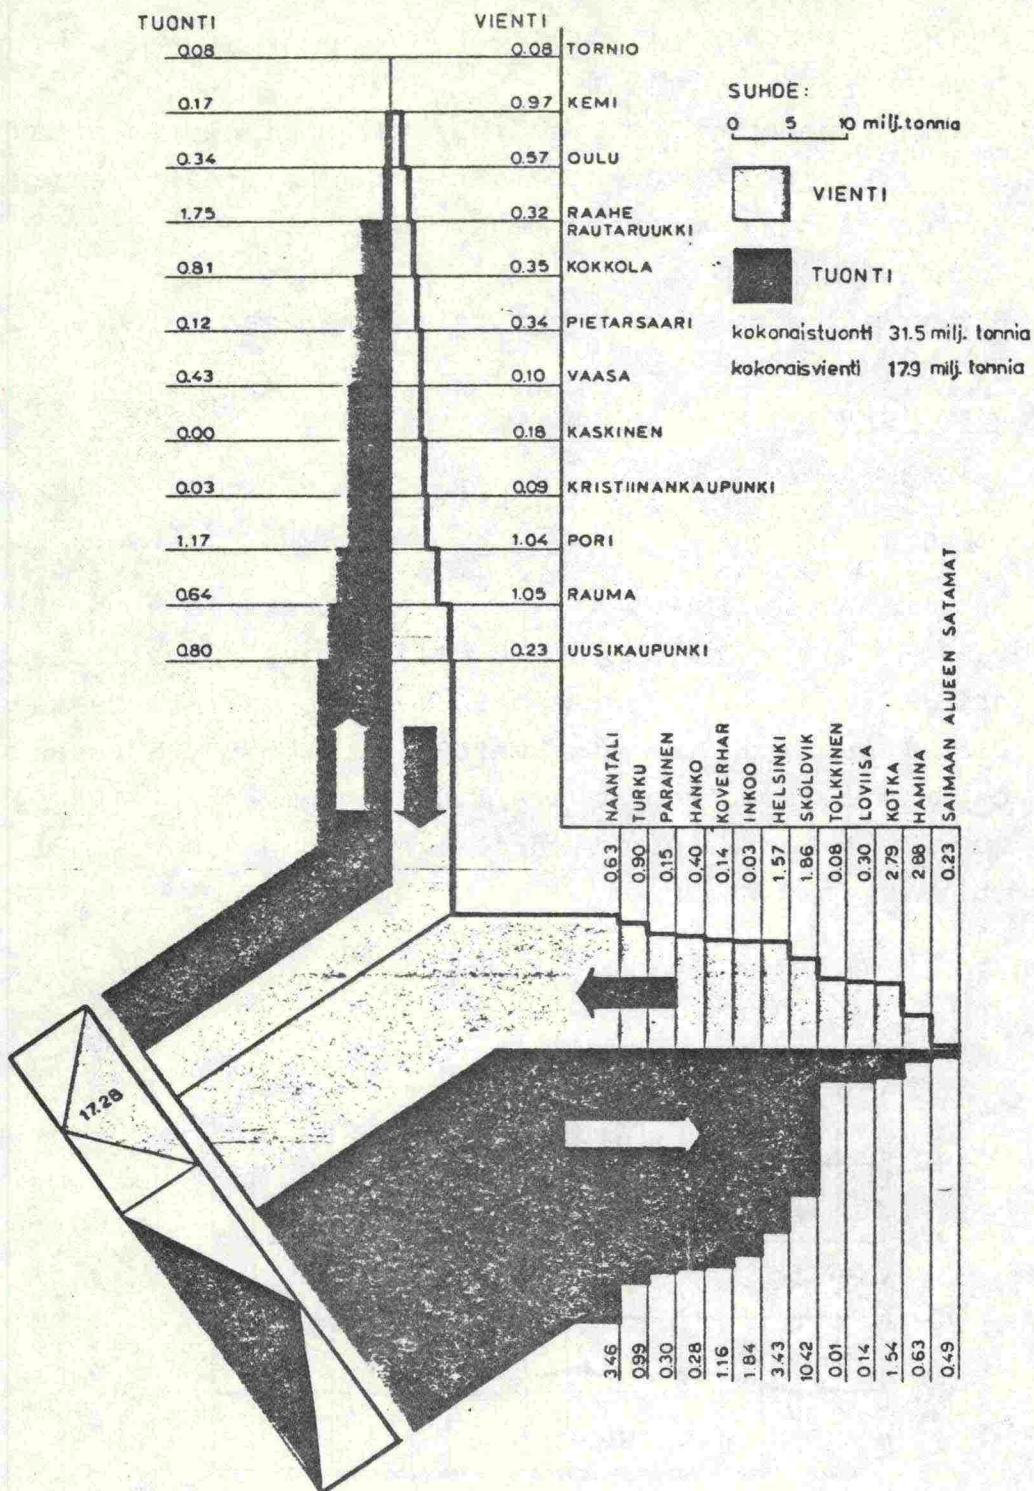 TUONTI VIENTI
0.08 0.08 TORNIO
0.17 0.97 KEMI
0.34 0.57 OULU
1.75 0.32 RAAHE
RAUTARUUKKI
0.81 0.35 KOKKOLA
0.12 0.34 PIETARSAARI
0.43 0.10 VAASA
0.00 0.18 KASKINEN
0.03 0.09 KRISTIINANKAUPUNKI
1.17 1.04 PORI
0.64 1.05 RAUMA
0.80 0.23 UUSIKAUPUNKI
SUHDE:
0 5 10 milj.tonnia
VIENTI
TUONTI
kokonaistuonti 31.5 milj. tonnia
kokonaisvienti 17.9 milj. tonnia
NAANTALI 0.63 3.46
TURKU 0.90 0.99
PARAINEN 0.15 0.30
HANKO 0.40 0.28
KOVERHAR 0.14 1.16
INKOO 0.03 1.84
HELSINKI 1.57 3.43
SKÖLDVIK 1.86 10.42
TOLKKINEN 0.08 0.01
LOVIISA 0.30 0.14
KOTKA 2.79 1.54
HAMINA 2.88 0.63
SAIMAAN ALUEEN SATAMAT 0.23 0.49
17.28